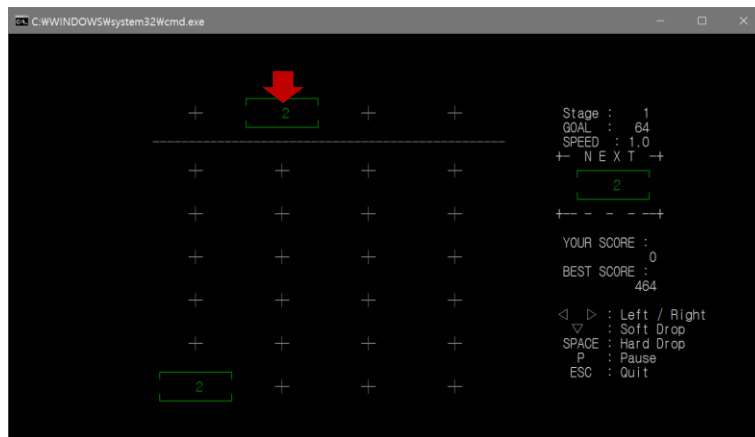 C:₩WINDOWS₩system32₩cmd.exe
2
Stage : 1
GOAL : 64
SPEED : 1.0
+- N E X T -+
2
+-- - - - --+
YOUR SCORE :
0
BEST SCORE :
464
◁ ▷ : Left / Right
▽ : Soft Drop
SPACE : Hard Drop
P : Pause
ESC : Quit
2